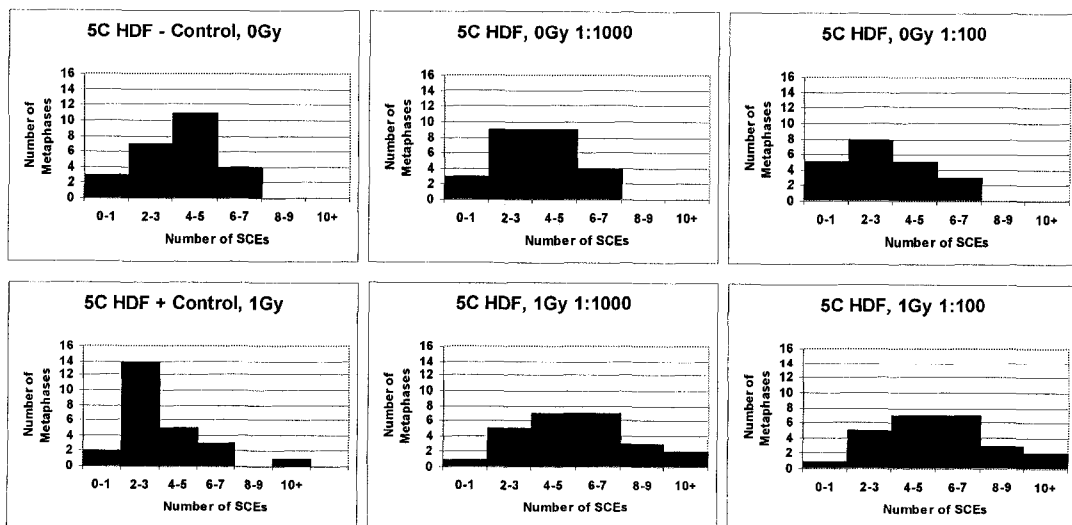 5C HDF - Control, 0Gy
Number of
Metaphases
16
14
12
10
8
6
4
2
0
0-1 2-3 4-5 6-7 8-9 10+
Number of SCEs
5C HDF, 0Gy 1:1000
Number of
Metaphases
16
14
12
10
8
6
4
2
0
0-1 2-3 4-5 6-7 8-9 10+
Number of SCEs
5C HDF, 0Gy 1:100
Number of
Metaphases
16
14
12
10
8
6
4
2
0
0-1 2-3 4-5 6-7 8-9 10+
Number of SCEs
5C HDF + Control, 1Gy
Number of
Metaphases
16
14
12
10
8
6
4
2
0
0-1 2-3 4-5 6-7 8-9 10+
Number of SCEs
5C HDF, 1Gy 1:1000
Number of
Metaphases
16
14
12
10
8
6
4
2
0
0-1 2-3 4-5 6-7 8-9 10+
Number of SCEs
5C HDF, 1Gy 1:100
Number of
Metaphases
16
14
12
10
8
6
4
2
0
0-1 2-3 4-5 6-7 8-9 10+
Number of SCEs